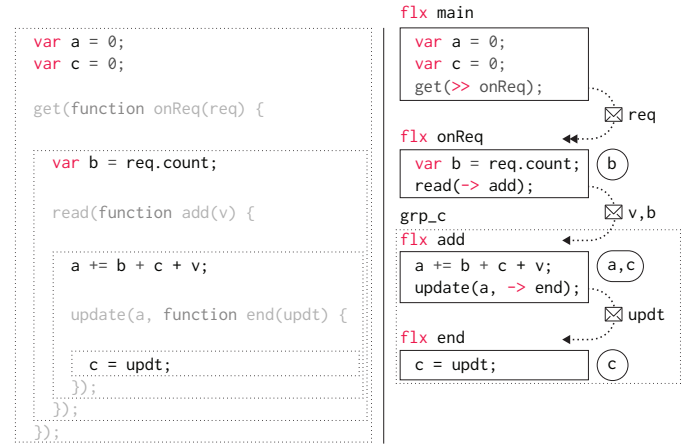 var a = 0;
var c = 0;
get(function onReq(req) {
var b = req.count;
read(function add(v) {
a += b + c + v;
update(a, function end(updt) {
c = updt;
});
});
});
flx main
var a = 0;
var c = 0;
get(>> onReq);
req
flx onReq
var b = req.count;
read(-> add);
b
v,b
grp_c
flx add
a += b + c + v;
update(a, -> end);
a,c
updt
flx end
c = updt;
c